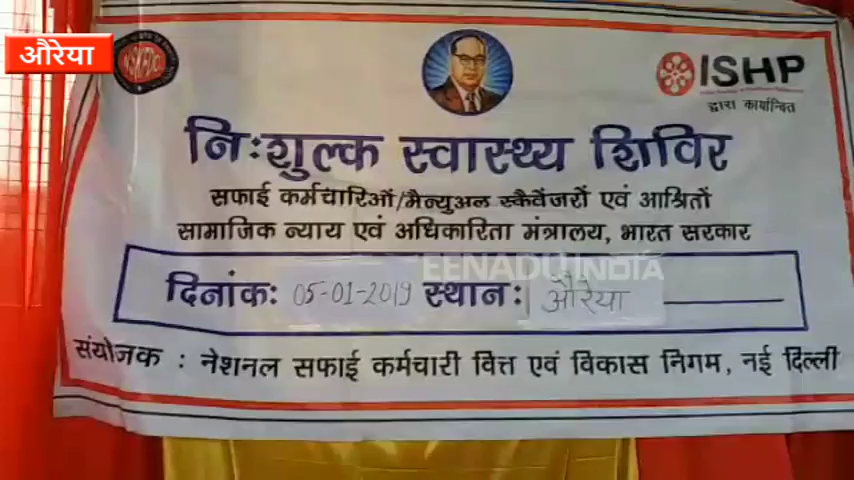 औरैया
NSKFDC
ISHP
द्वारा कार्यान्वित
निःशुल्क स्वास्थ्य शिविर
सफाई कर्मचारिओं/मैन्युअल स्कैवेंजरों एवं आश्रितों
सामाजिक न्याय एवं अधिकारिता मंत्रालय, भारत सरकार
EENADU INDIA
दिनांकः 05-01-2019 स्थानः औरैया
संयोजक : नेशनल सफाई कर्मचारी वित्त एवं विकास निगम, नई दिल्ली